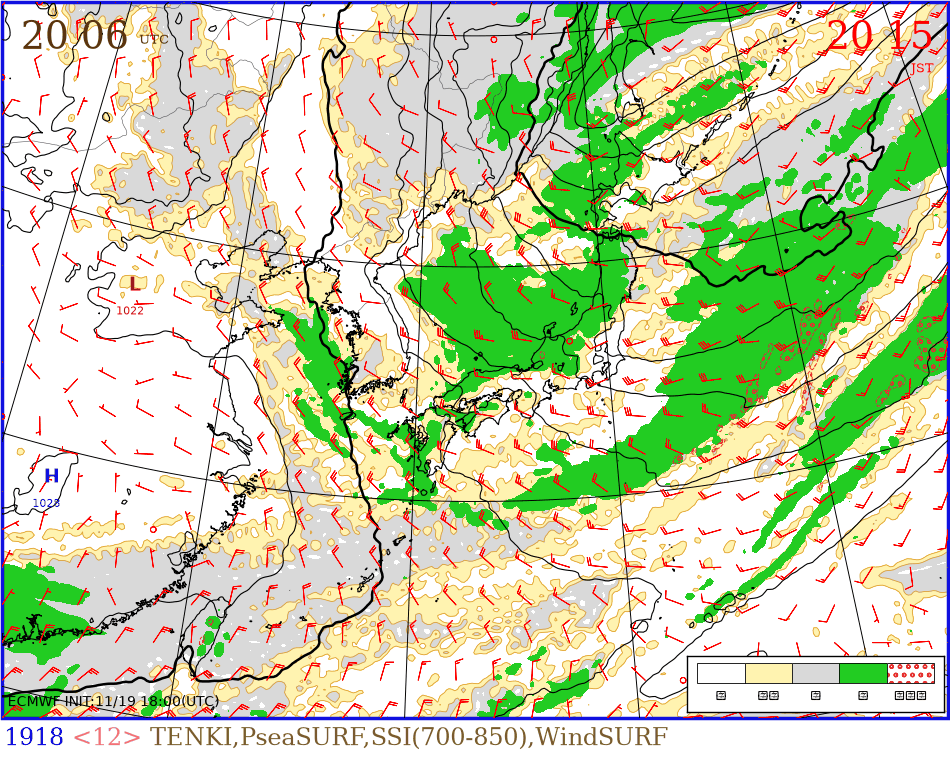 20 06 UTC
20 15
JST
L
1022
H
1028
ECMWF INIT:11/19 18:00(UTC)
1918 <12> TENKI,PseaSURF,SSI(700-850),WindSURF